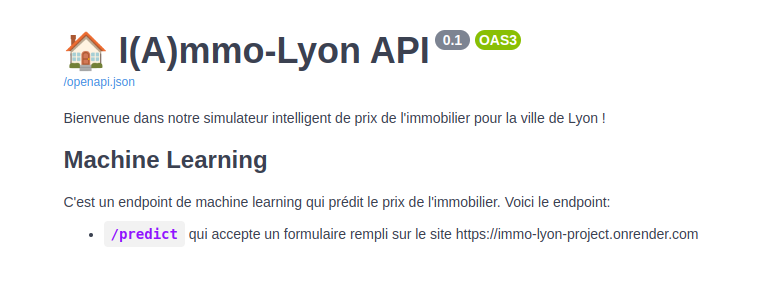 I(A)mmo-Lyon API 0.1 OAS3
/openapi.json
Bienvenue dans notre simulateur intelligent de prix de l'immobilier pour la ville de Lyon !
Machine Learning
C'est un endpoint de machine learning qui prédit le prix de l'immobilier. Voici le endpoint:
• /predict qui accepte un formulaire rempli sur le site https://immo-lyon-project.onrender.com